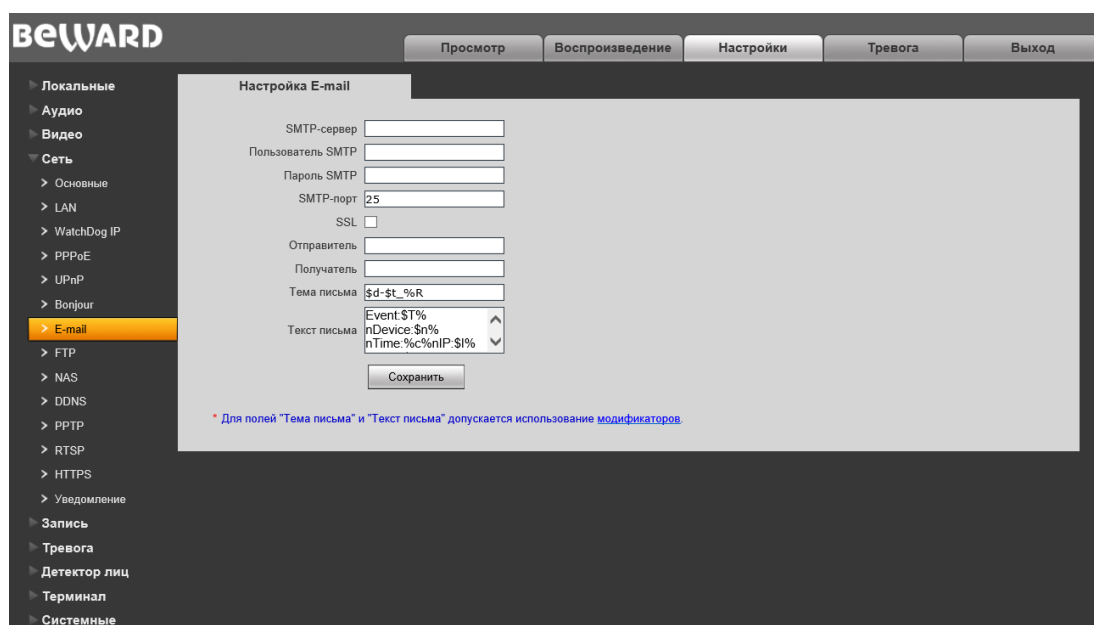 BEWARD
Просмотр
Воспроизведение
Настройки
Тревога
Выход
Локальные
Аудио
Видео
Сеть
Основные
LAN
WatchDog IP
PPPoE
UPnP
Bonjour
E-mail
FTP
NAS
DDNS
PPTP
RTSP
HTTPS
Уведомление
Запись
Тревога
Детектор лиц
Терминал
Системные
Настройка E-mail
SMTP-сервер
Пользователь SMTP
Пароль SMTP
SMTP-порт 25
SSL
Отправитель
Получатель
Тема письма $d-$t_%R
Текст письма
Event:$T%
nDevice:$n%
nTime:%c%nIP:$I%
Сохранить
* Для полей "Тема письма" и "Текст письма" допускается использование модификаторов.